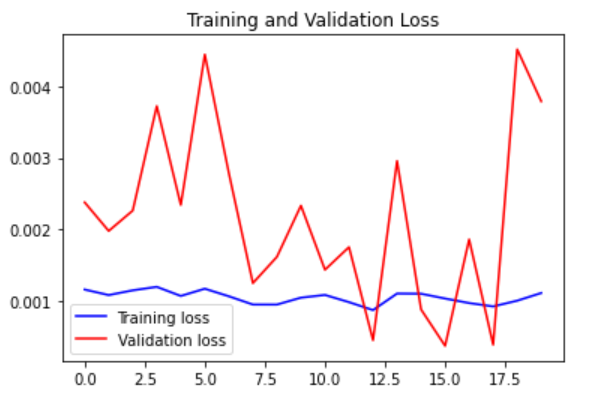 Training and Validation Loss
0.004
0.003
0.002
0.001
Training loss
Validation loss
0.0 2.5 5.0 7.5 10.0 12.5 15.0 17.5